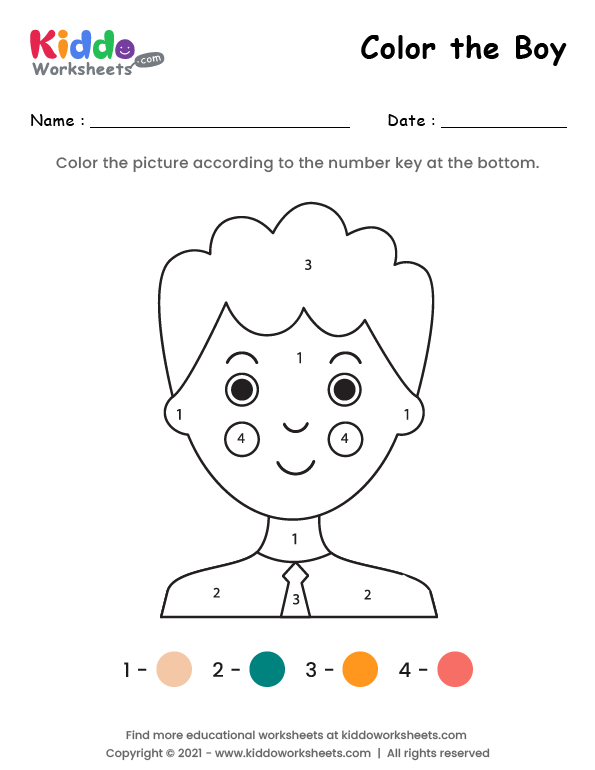 Kiddo
Worksheets .com
Color the Boy
Name : Date :
Color the picture according to the number key at the bottom.
3
1
1 1
4 4
1
2 3 2
1 - 2 - 3 - 4 -
Find more educational worksheets at kiddoworksheets.com
Copyright © 2021 - www.kiddoworksheets.com | All rights reserved